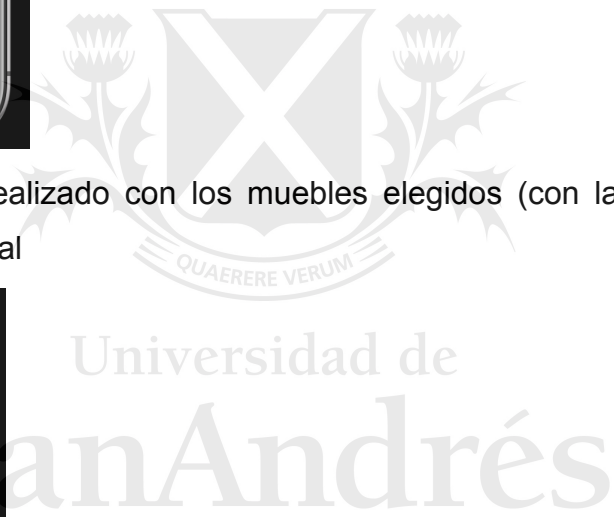 ealizado con los muebles elegidos (con la
al
QUAERERE VERUM
Universidad de
anAndrés